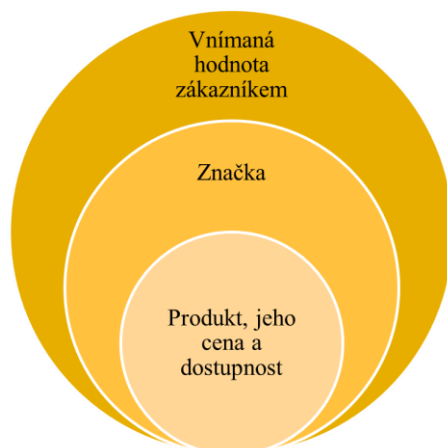 Vnímaná
hodnota
zákazníkem
Značka
Produkt, jeho
cena a
dostupnost